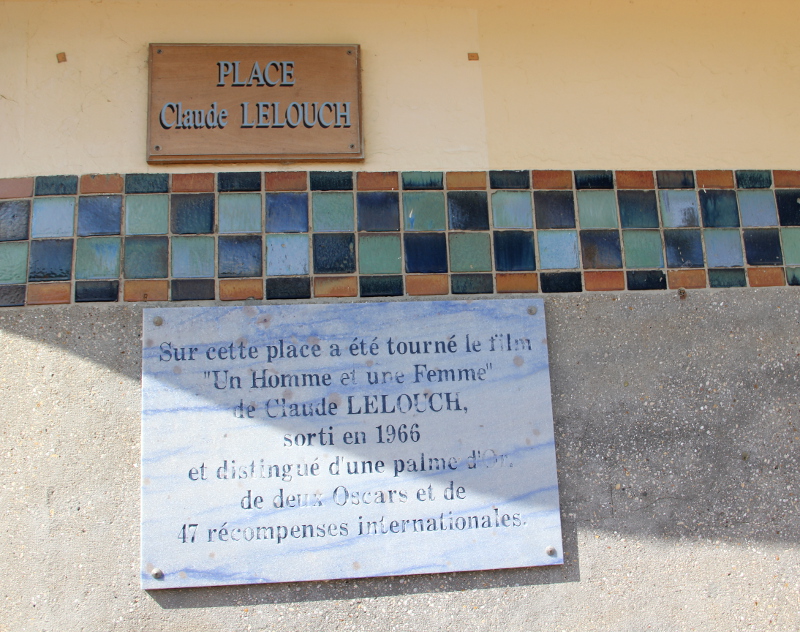 PLACE
Claude LELOUCH
Sur cette place a été tourné le film
"Un Homme et une Femme"
de Claude LELOUCH,
sorti en 1966
et distingué d'une palme d'Or,
de deux Oscars et de
47 récompenses internationales.